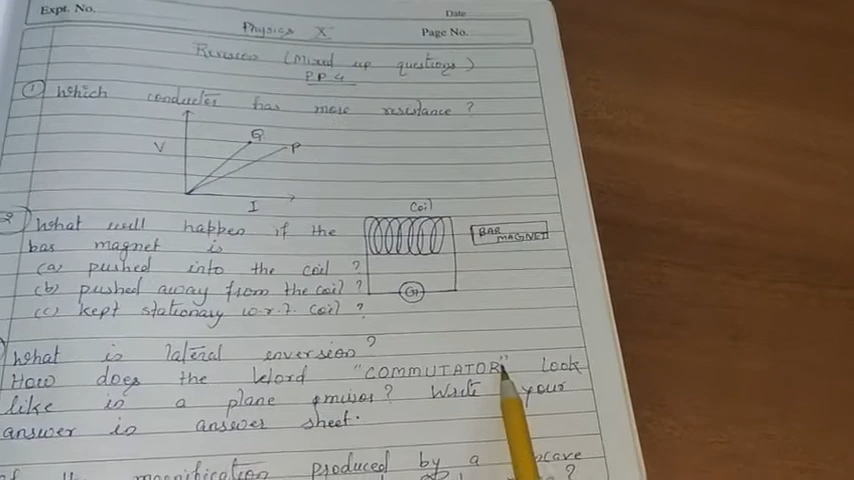 Expt. No.
Date
Page No.
Physics X
Revision (Mixed up questions)
P.P 4
① Which conductor has more resistance ?
V
Q
P
I
2 What will happen if the
bar magnet is
(a) pushed into the coil ?
(b) pushed away from the coil ?
(c) kept stationary w.r.t. coil ?
Coil
BAR MAGNET
G
What is lateral inversion ?
How does the word "COMMUTATOR" look
like in a plane mirror? Write your
answer in answer sheet.
magnification produced by a